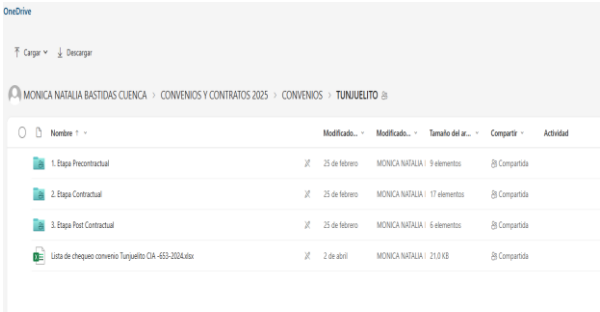 OneDrive
Cargar Descargar
MONICA NATALIA BASTIDAS CUENCA > CONVENIOS Y CONTRATOS 2025 > CONVENIOS > TUNJUELITO
Nombre ↑ Modificado... Modificado... Tamaño del ar... Compartir Actividad
1. Etapa Precontractual 25 de febrero MONICA NATALIA 9 elementos Compartida
2. Etapa Contractual 25 de febrero MONICA NATALIA 17 elementos Compartida
3. Etapa Post Contractual 25 de febrero MONICA NATALIA 6 elementos Compartida
Lista de chequeo convenio Tunjuelito CIA -653-2024.xlsx 2 de abril MONICA NATALIA 21,0 KB Compartida